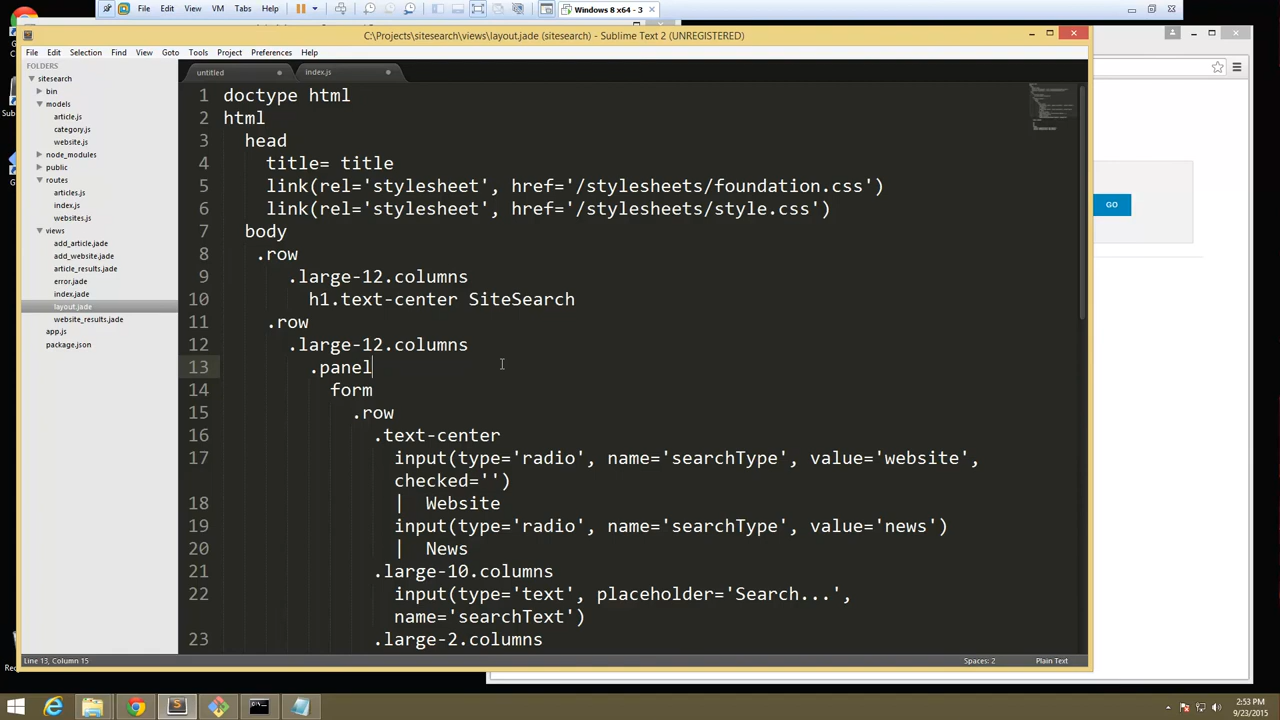 File Edit View VM Tabs Help
Windows 8 x64 - 3
C:\Projects\sitesearch\views\layout.jade (sitesearch) - Sublime Text 2 (UNREGISTERED)
File Edit Selection Find View Goto Tools Project Preferences Help
FOLDERS
sitesearch
bin
models
article.js
category.js
website.js
node_modules
public
routes
articles.js
index.js
websites.js
views
add_article.jade
add_website.jade
article_results.jade
error.jade
index.jade
layout.jade
website_results.jade
app.js
package.json
untitled
index.js
1 doctype html
2 html
3 head
4 title= title
5 link(rel='stylesheet', href='/stylesheets/foundation.css')
6 link(rel='stylesheet', href='/stylesheets/style.css')
7 body
8 .row
9 .large-12.columns
10 h1.text-center SiteSearch
11 .row
12 .large-12.columns
13 .panel
14 form
15 .row
16 .text-center
17 input(type='radio', name='searchType', value='website',
checked='')
18 | Website
19 input(type='radio', name='searchType', value='news')
20 | News
21 .large-10.columns
22 input(type='text', placeholder='Search...',
name='searchText')
23 .large-2.columns
GO
Line 13, Column 15
Spaces: 2
Plain Text
2:53 PM
9/23/2015